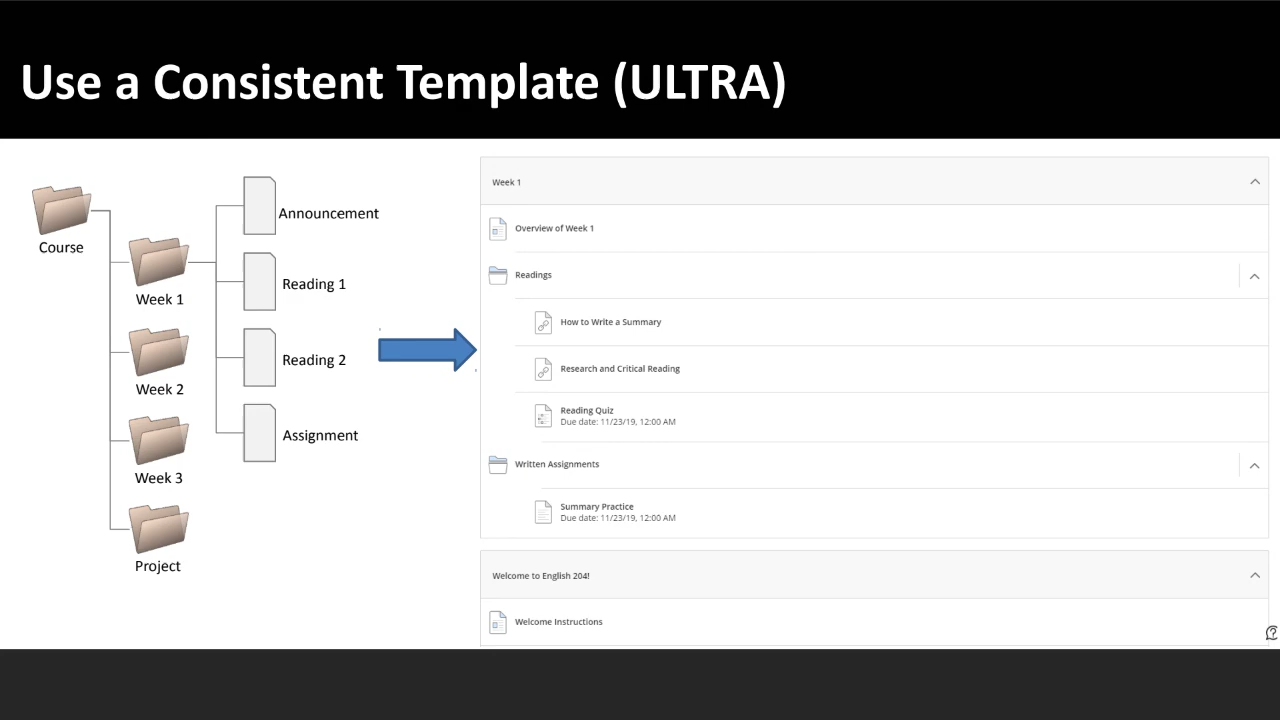 Use a Consistent Template (ULTRA)
Course
Week 1
Week 2
Week 3
Project
Announcement
Reading 1
Reading 2
Assignment
Week 1
Overview of Week 1
Readings
How to Write a Summary
Research and Critical Reading
Reading Quiz
Due date: 11/23/19, 12:00 AM
Written Assignments
Summary Practice
Due date: 11/23/19, 12:00 AM
Welcome to English 204!
Welcome Instructions